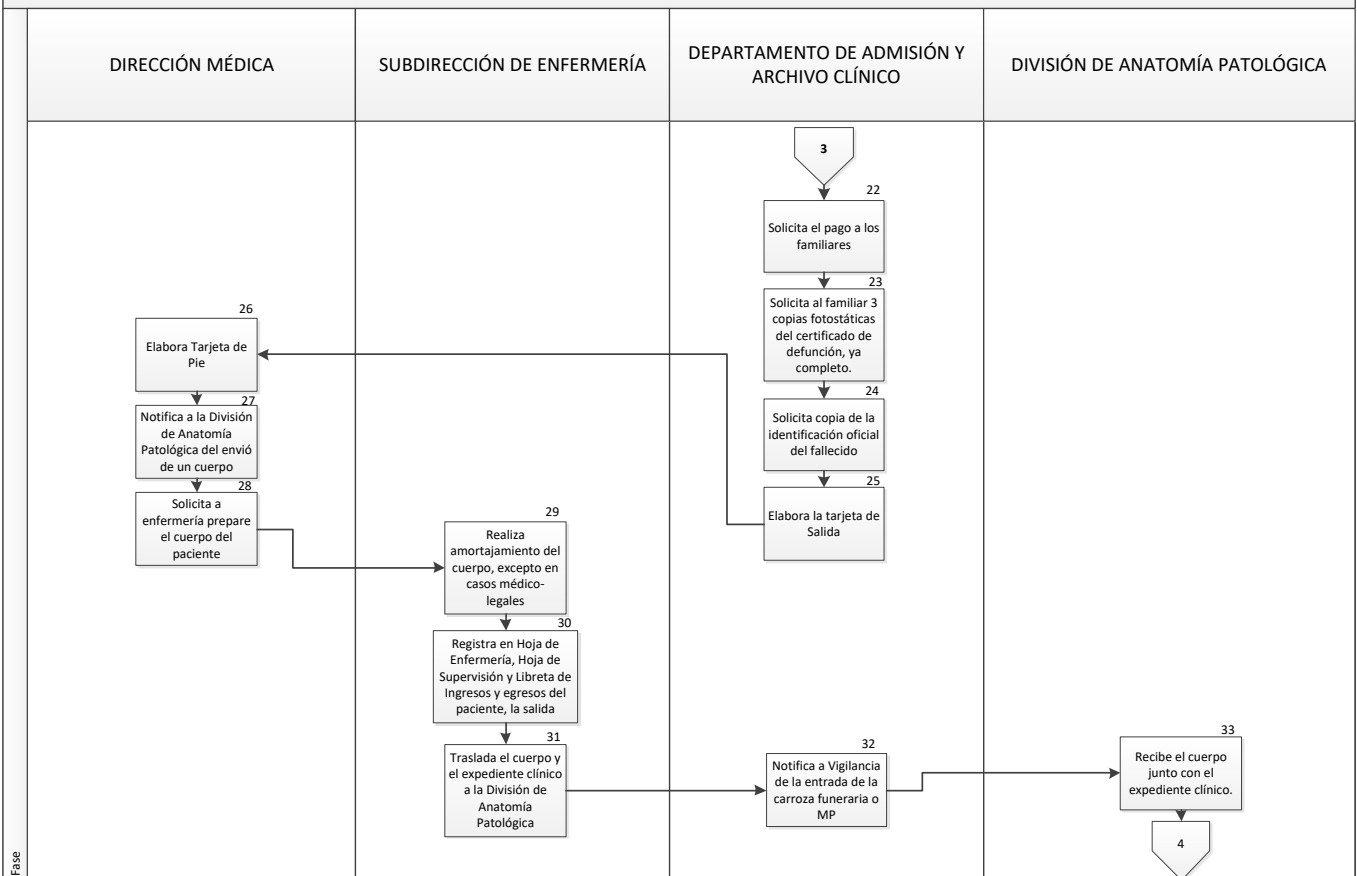 DIRECCIÓN MÉDICA
SUBDIRECCIÓN DE ENFERMERÍA
DEPARTAMENTO DE ADMISIÓN Y
ARCHIVO CLÍNICO
DIVISIÓN DE ANATOMÍA PATOLÓGICA
3
22
Solicita el pago a los
familiares
23
Solicita al familiar 3
copias fotostáticas
del certificado de
defunción, ya
completo.
24
Solicita copia de la
identificación oficial
del fallecido
25
Elabora la tarjeta de
Salida
26
Elabora Tarjeta de
Pie
27
Notifica a la División
de Anatomía
Patológica del envió
de un cuerpo
28
Solicita a
enfermería prepare
el cuerpo del
paciente
29
Realiza
amortajamiento del
cuerpo, excepto en
casos médico-
legales
30
Registra en Hoja de
Enfermería, Hoja de
Supervisión y Libreta de
Ingresos y egresos del
paciente, la salida
31
Traslada el cuerpo y
el expediente clínico
a la División de
Anatomía
Patológica
32
Notifica a Vigilancia
de la entrada de la
carroza funeraria o
MP
33
Recibe el cuerpo
junto con el
expediente clínico.
4
Fase